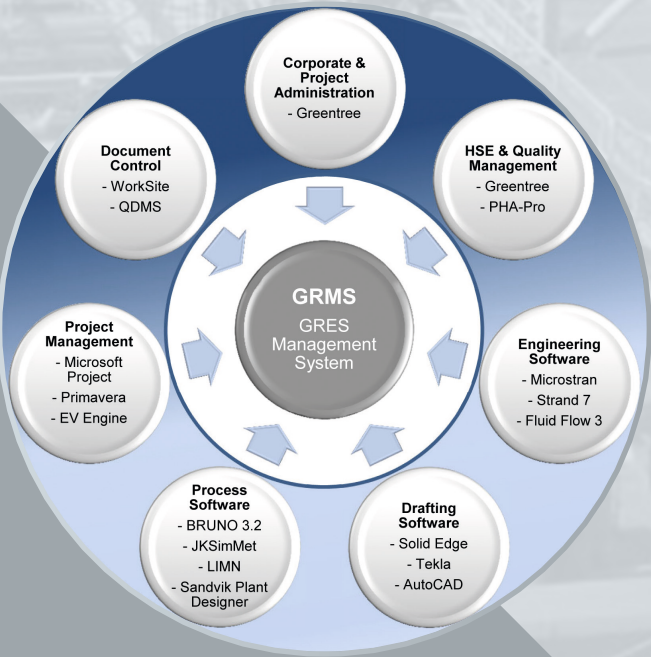 Corporate &
Project
Administration
- Greentree
HSE & Quality
Management
- Greentree
- PHA-Pro
Engineering
Software
- Microstran
- Strand 7
- Fluid Flow 3
Drafting
Software
- Solid Edge
- Tekla
- AutoCAD
Process
Software
- BRUNO 3.2
- JKSimMet
- LIMN
- Sandvik Plant
Designer
Project
Management
- Microsoft
Project
- Primavera
- EV Engine
Document
Control
- WorkSite
- QDMS
GRMS
GRES
Management
System